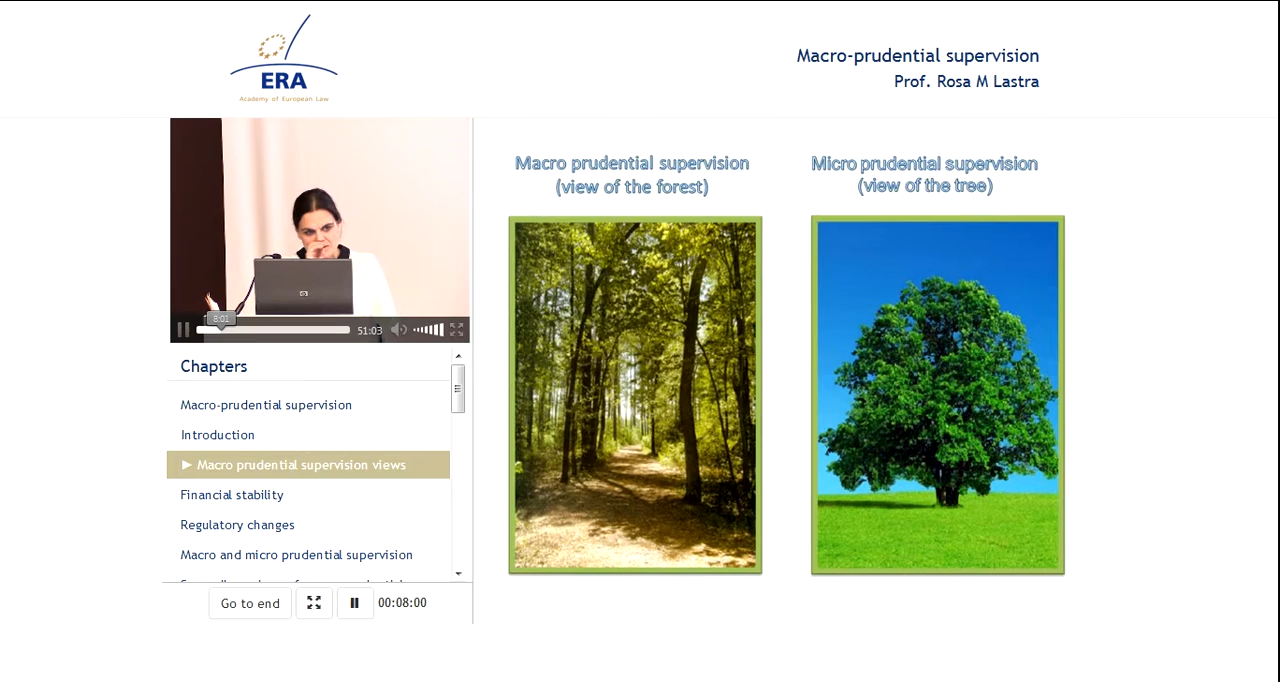 ERA
Academy of European Law
Macro-prudential supervision
Prof. Rosa M Lastra
8:01
51:03
Chapters
Macro-prudential supervision
Introduction
Macro prudential supervision views
Financial stability
Regulatory changes
Macro and micro prudential supervision
Go to end
00:08:00
Macro prudential supervision
(view of the forest)
Micro prudential supervision
(view of the tree)